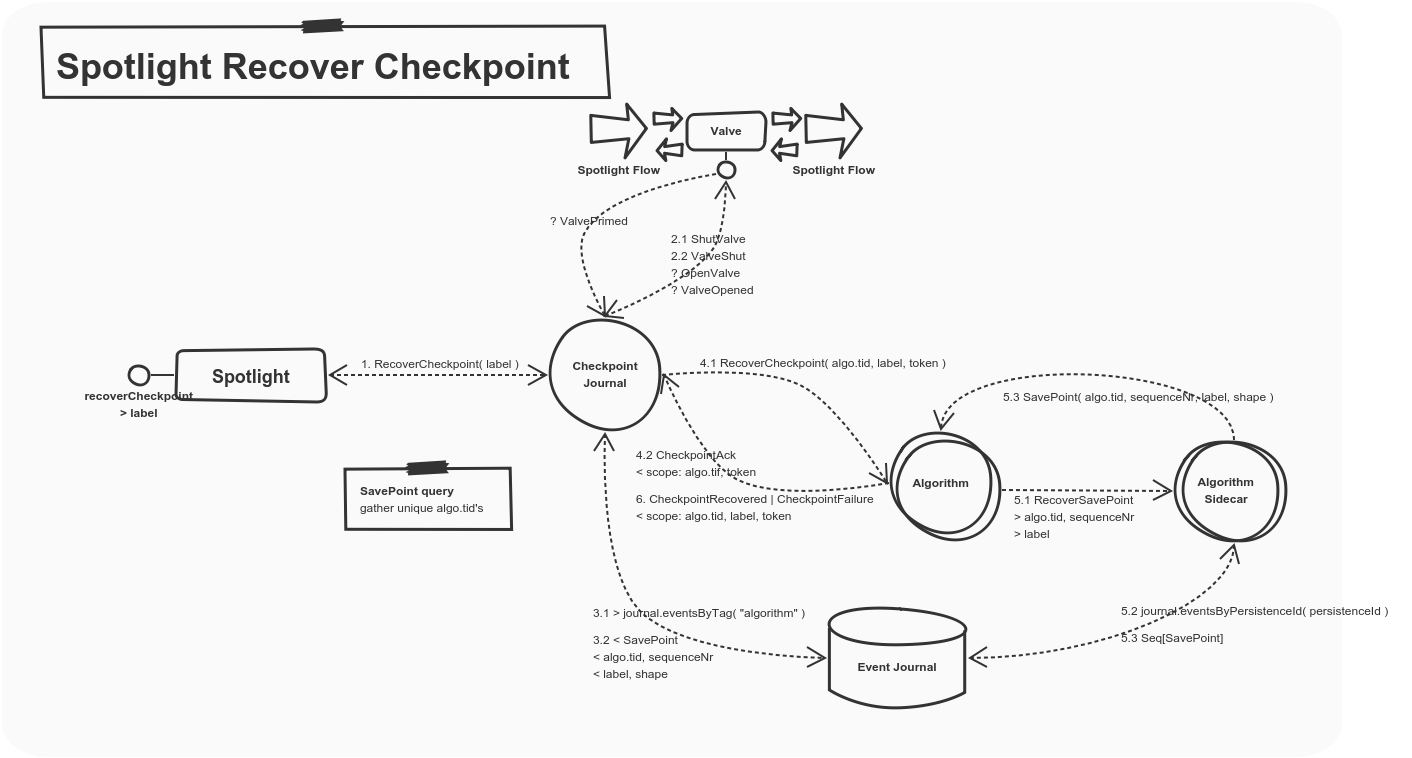 Spotlight Recover Checkpoint
Valve
Spotlight Flow
Spotlight Flow
? ValvePrimed
2.1 ShutValve
2.2 ValveShut
? OpenValve
? ValveOpened
Spotlight
recoverCheckpoint
> label
1. RecoverCheckpoint( label )
Checkpoint
Journal
4.1 RecoverCheckpoint( algo.tid, label, token )
5.3 SavePoint( algo.tid, sequenceNr, label, shape )
4.2 CheckpointAck
< scope: algo.tif, token
6. CheckpointRecovered | CheckpointFailure
< scope: algo.tid, label, token
Algorithm
Algorithm
Sidecar
5.1 RecoverSavePoint
> algo.tid, sequenceNr
> label
SavePoint query
gather unique algo.tid's
3.1 > journal.eventsByTag( "algorithm" )
3.2 < SavePoint
< algo.tid, sequenceNr
< label, shape
Event Journal
5.2 journal.eventsByPersistenceId( persistenceId )
5.3 Seq[SavePoint]